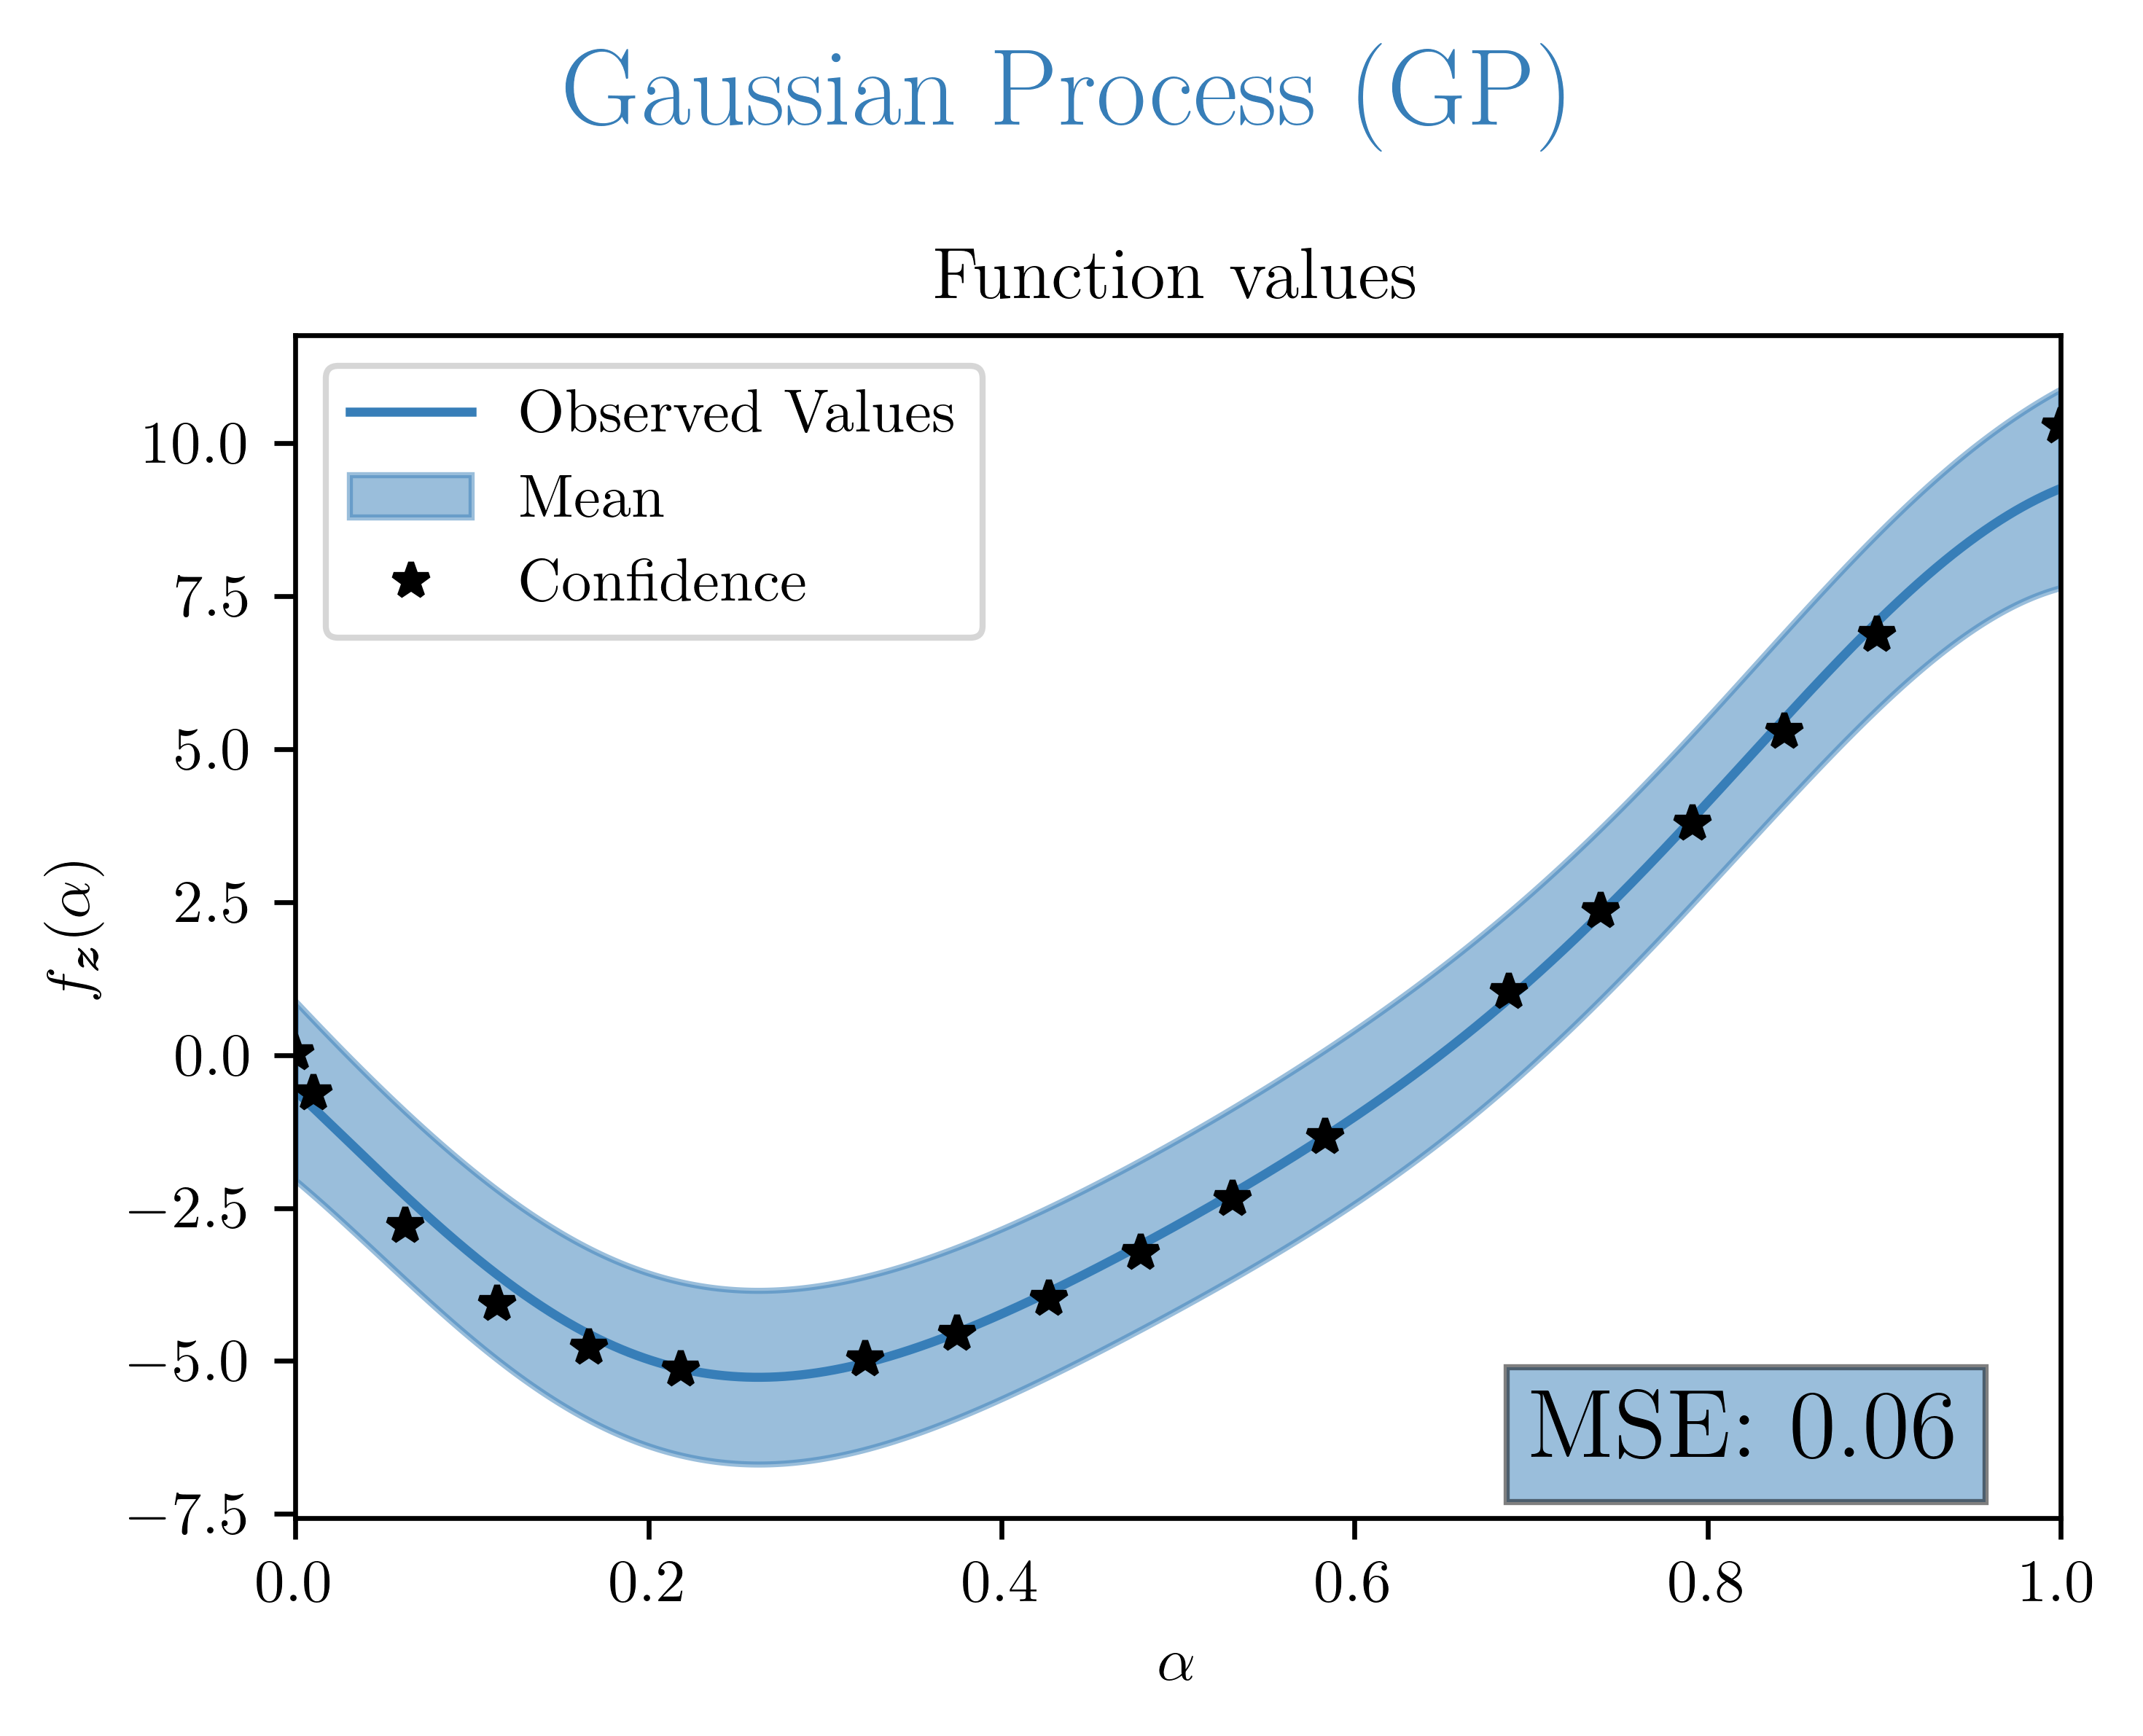 Gaussian Process (GP)
Function values
Observed Values
Mean
Confidence
10.0
7.5
5.0
2.5
0.0
−2.5
−5.0
−7.5
f_z(α)
MSE: 0.06
0.0 0.2 0.4 0.6 0.8 1.0
α